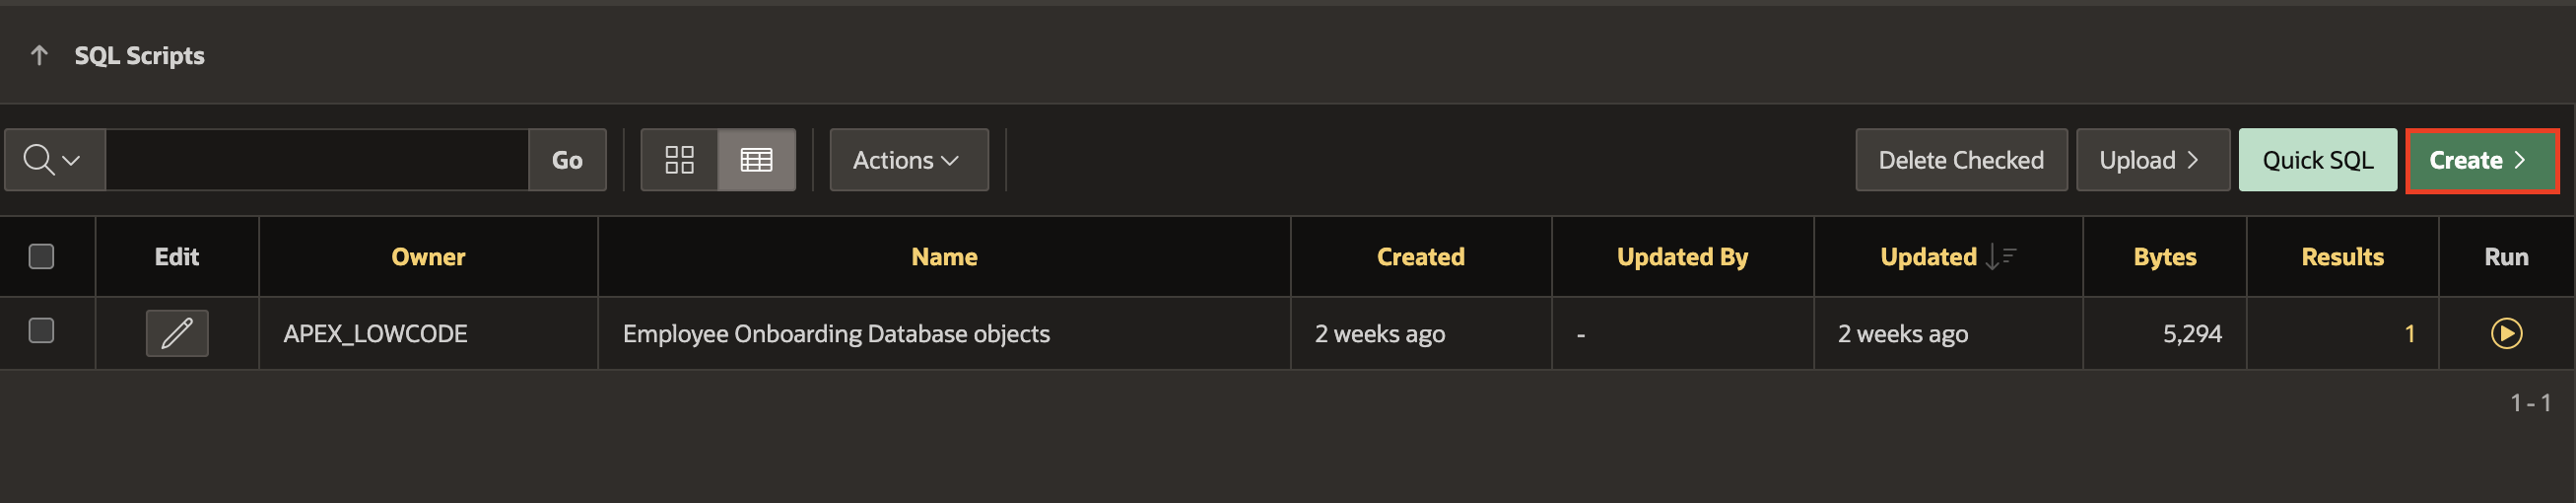 SQL Scripts
Go Actions Delete Checked Upload Quick SQL Create
Edit Owner Name Created Updated By Updated Bytes Results Run
APEX_LOWCODE Employee Onboarding Database objects 2 weeks ago - 2 weeks ago 5,294 1
1 - 1